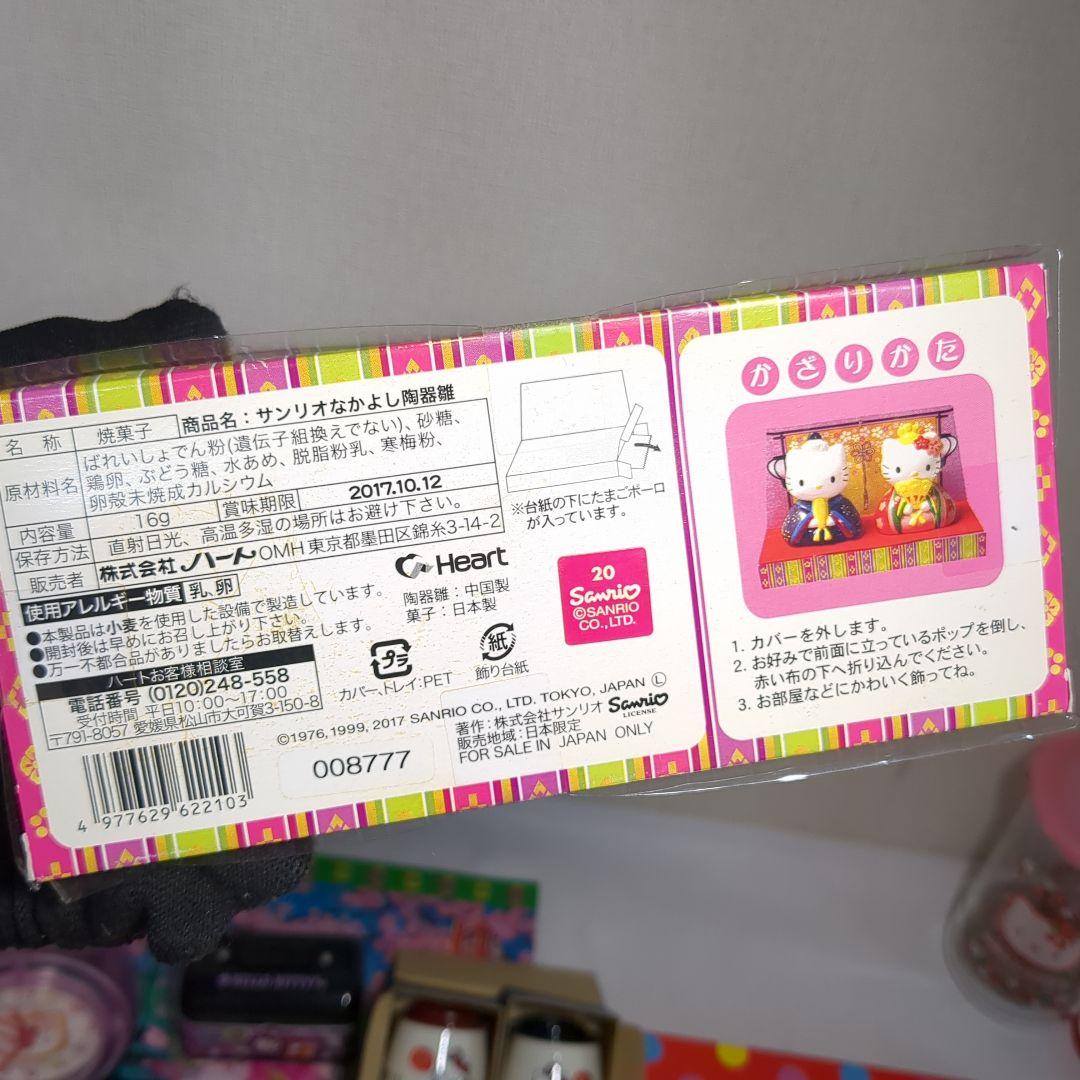 名 称 焼菓子 商品名：サンリオなかよし陶器雛
原材料名 ばれいしょでん粉(遺伝子組換えでない)、砂糖、
鶏卵、ぶどう糖、水あめ、脱脂粉乳、寒梅粉、
卵殻未焼成カルシウム
内容量 16g 賞味期限 2017.10.12
保存方法 直射日光、高温多湿の場所はお避け下さい。
販売者 株式会社ハート OMH 東京都墨田区錦糸3-14-2
使用アレルギー物質 乳、卵
●本製品は小麦を使用した設備で製造しています。
●開封後は早めにお召し上がり下さい。
●万一不都合品がありましたらお取替えします。
ハートお客様相談室
電話番号 (0120)248-558
受付時間 平日10:00～17:00
〒791-8057 愛媛県松山市大可賀3-150-8
4 977629 622103
※台紙の下にたまごボーロ
が入っています。
Heart
陶器雛：中国製
菓子：日本製
プラ
カバー、トレイ:PET
紙
飾り台紙
20
Sanrio
©SANRIO
CO.,LTD.
©1976, 1999, 2017 SANRIO CO., LTD. TOKYO, JAPAN Ⓛ
著作：株式会社サンリオ
販売地域：日本限定
FOR SALE IN JAPAN ONLY
Sanrio
LICENSE
008777
かざりかた
1. カバーを外します。
2. お好みで前面に立っているポップを倒し、
赤い布の下へ折り込んでください。
3. お部屋などにかわいく飾ってね。